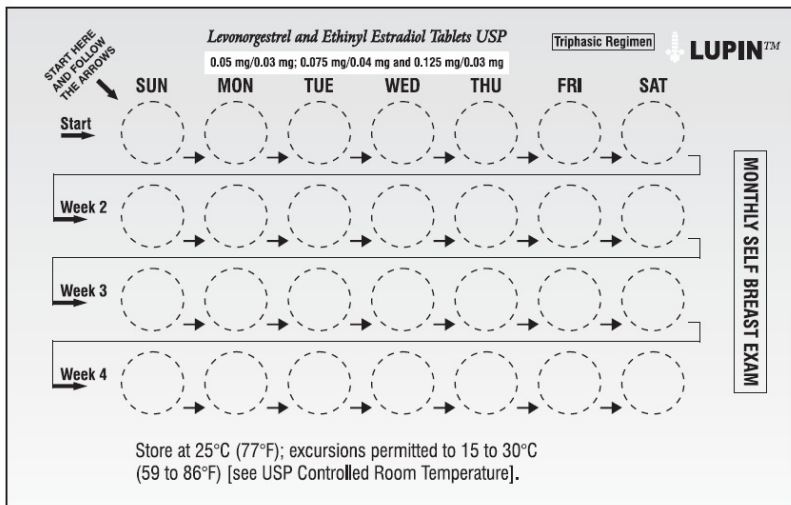 Levonorgestrel and Ethinyl Estradiol Tablets USP
0.05 mg/0.03 mg; 0.075 mg/0.04 mg and 0.125 mg/0.03 mg
Triphasic Regimen
LUPIN™
START HERE
AND FOLLOW
THE ARROWS
SUN MON TUE WED THU FRI SAT
Start
Week 2
Week 3
Week 4
MONTHLY SELF BREAST EXAM
Store at 25°C (77°F); excursions permitted to 15 to 30°C
(59 to 86°F) [see USP Controlled Room Temperature].